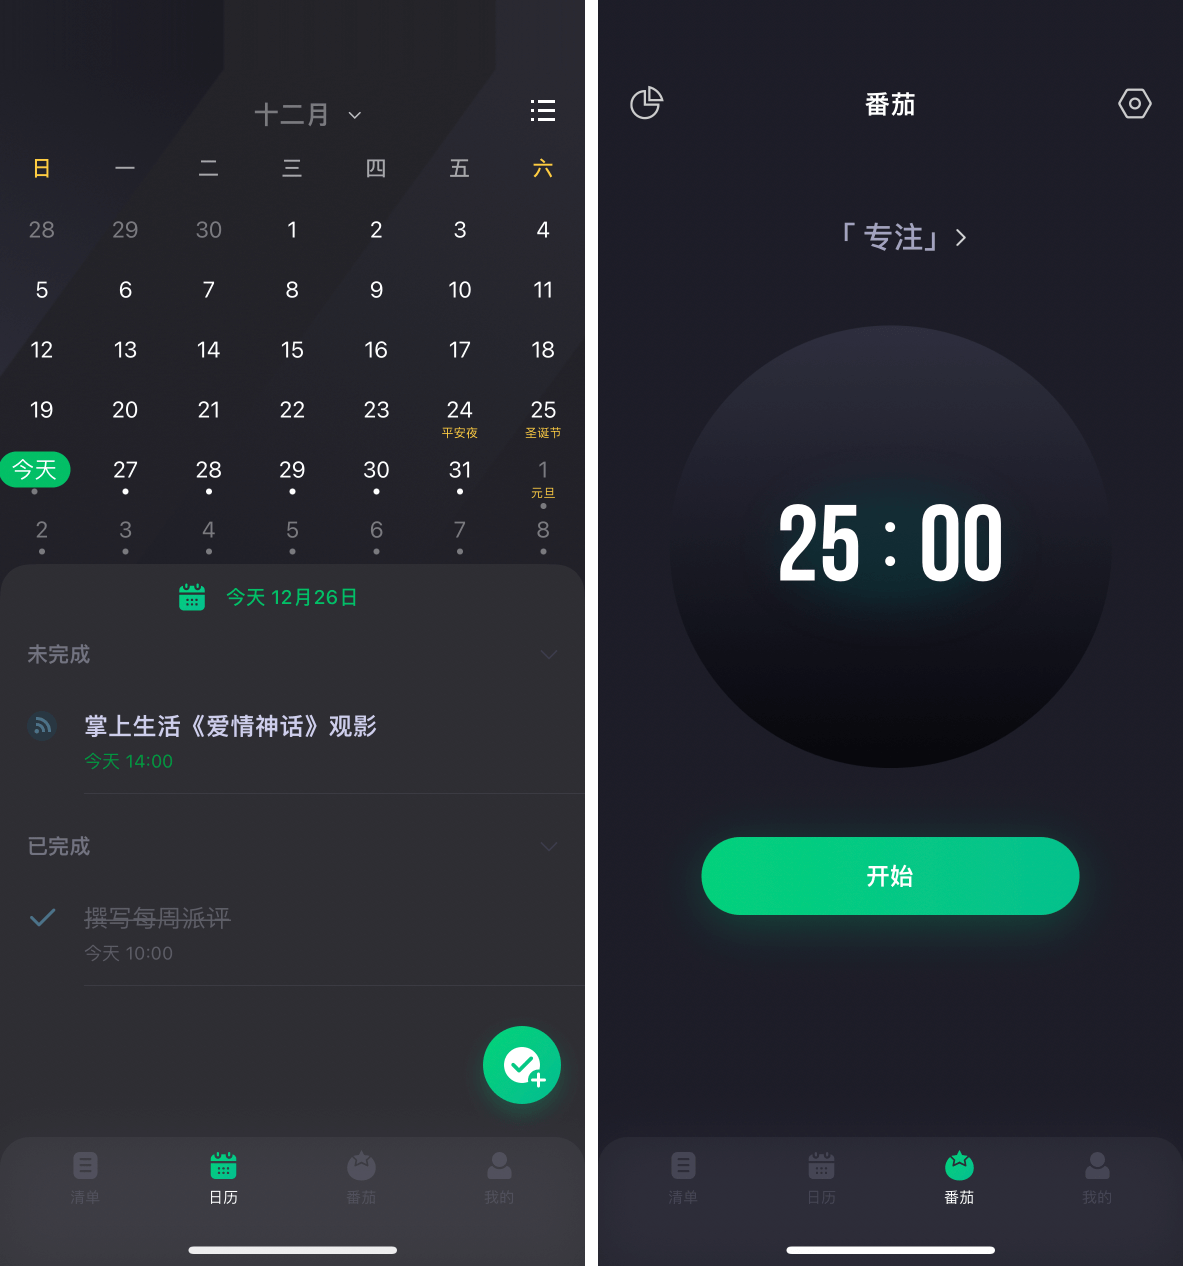 十二月
日 一 二 三 四 五 六
28 29 30 1 2 3 4
5 6 7 8 9 10 11
12 13 14 15 16 17 18
19 20 21 22 23 24 25
平安夜 圣诞节
今天 27 28 29 30 31 1
元旦
2 3 4 5 6 7 8
今天 12月26日
未完成
掌上生活《爱情神话》观影
今天 14:00
已完成
撰写每周派评
今天 10:00
清单 日历 番茄 我的
番茄
「 专注」
25 : 00
开始
清单 日历 番茄 我的